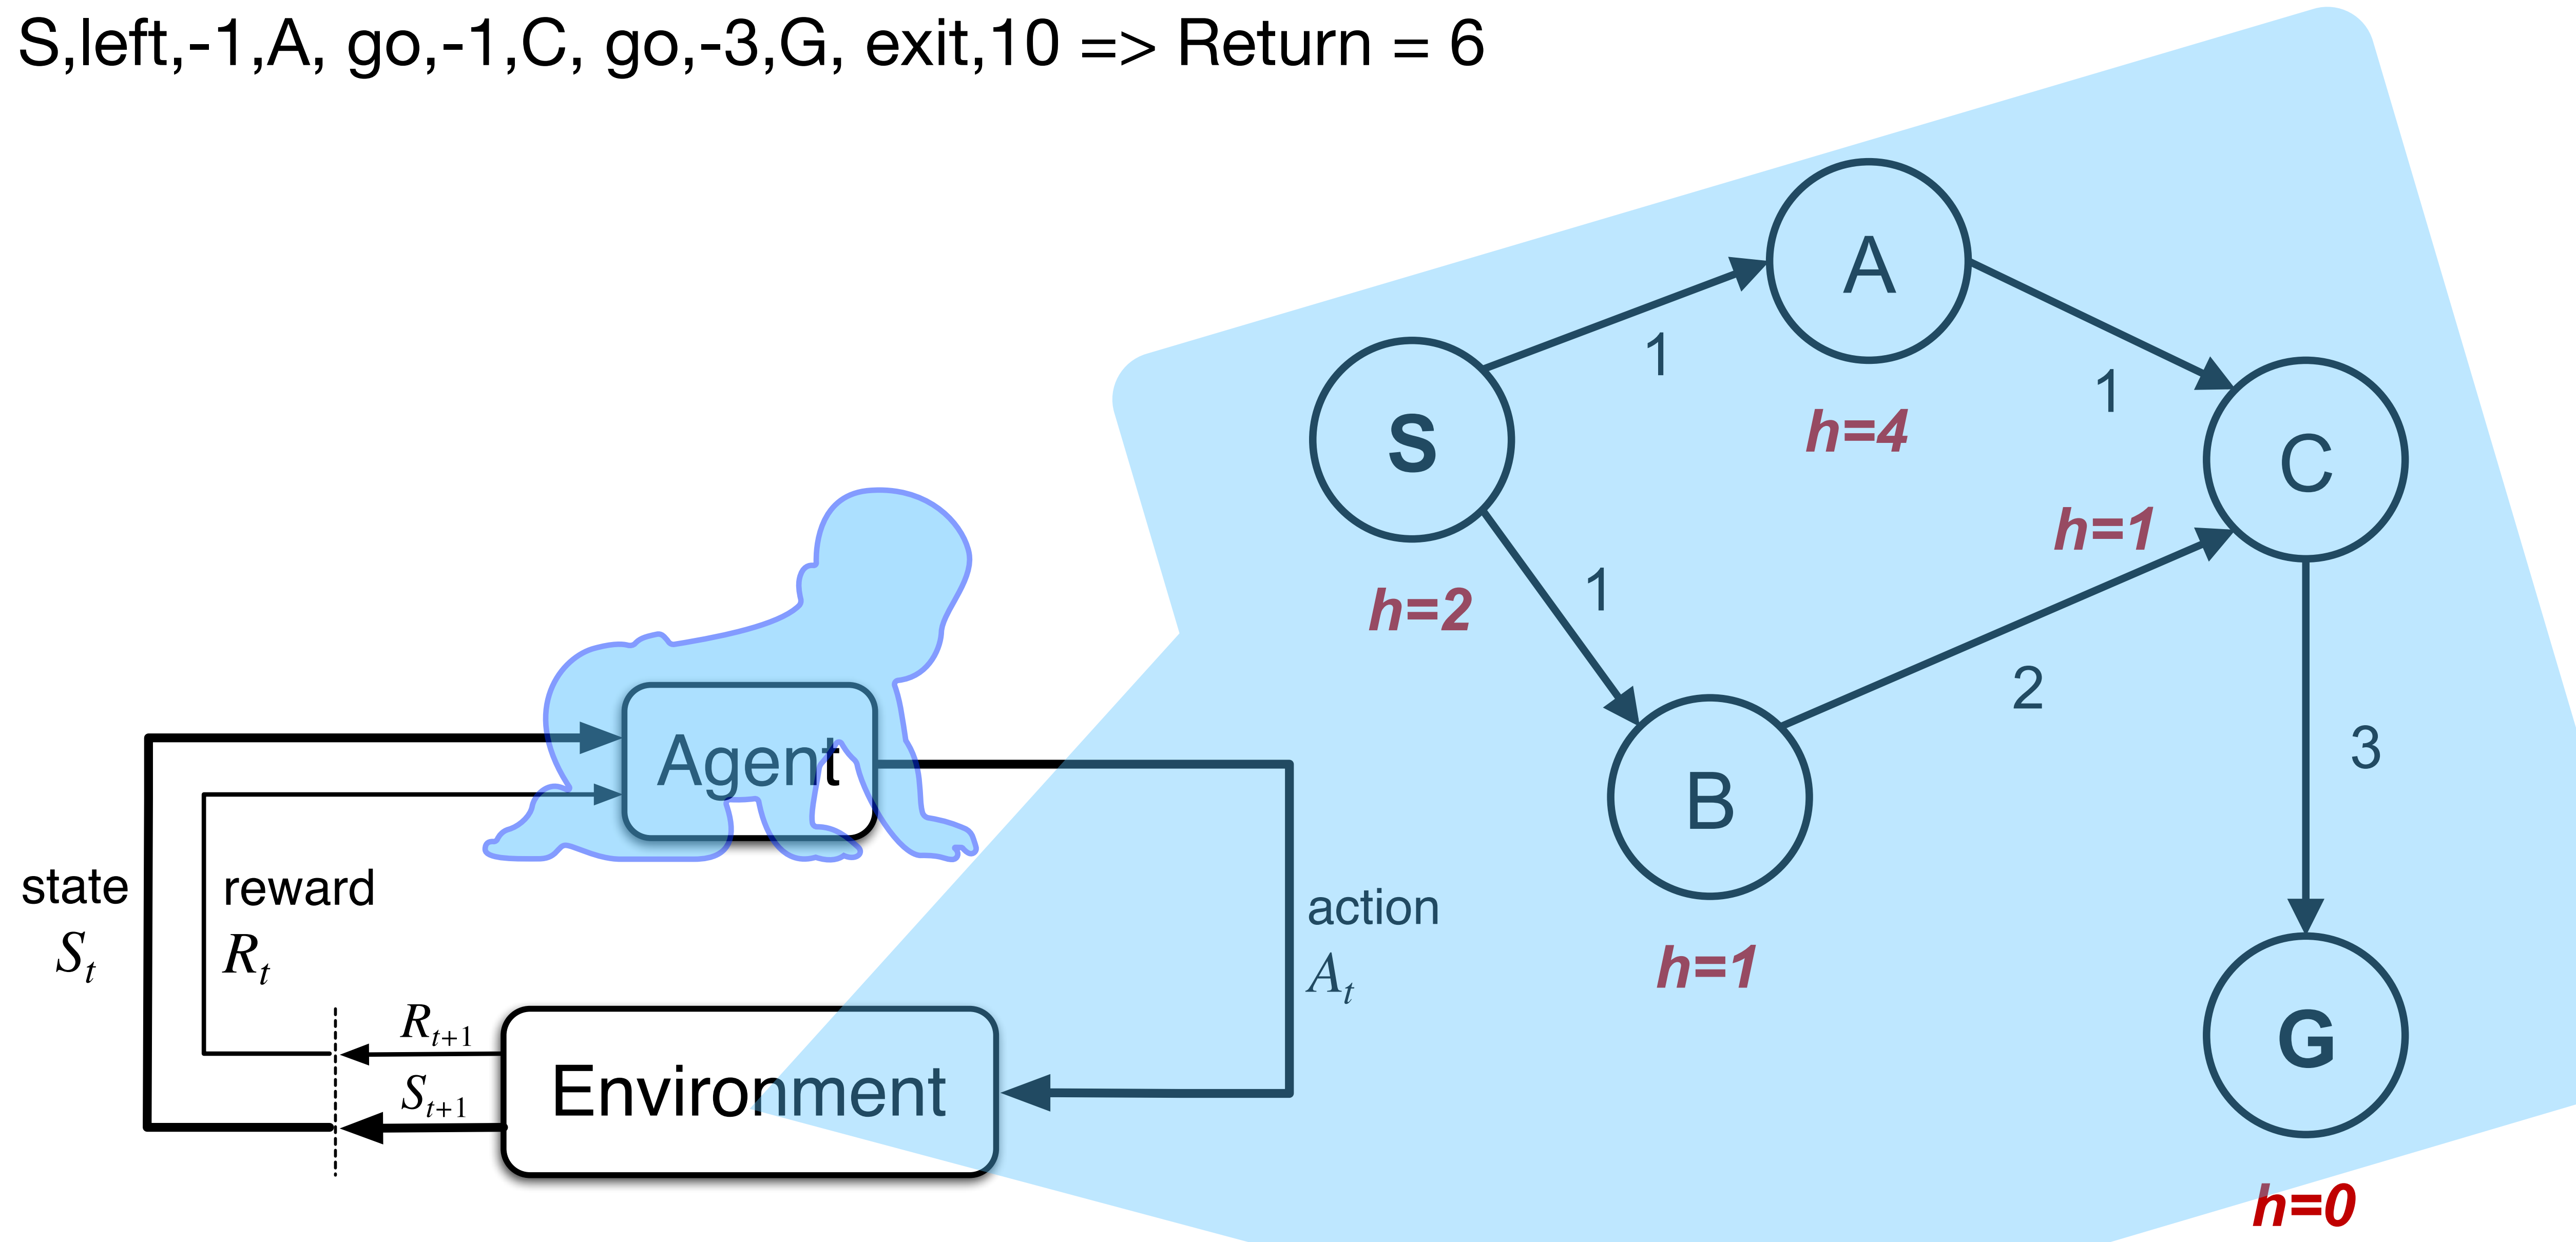 S,left,-1,A, go,-1,C, go,-3,G, exit,10 => Return = 6
A
1
1
h=4
S
C
h=1
h=2
1
2
3
B
h=1
G
h=0
Agent
state
S_t
reward
R_t
action
A_t
R_{t+1}
S_{t+1}
Environment